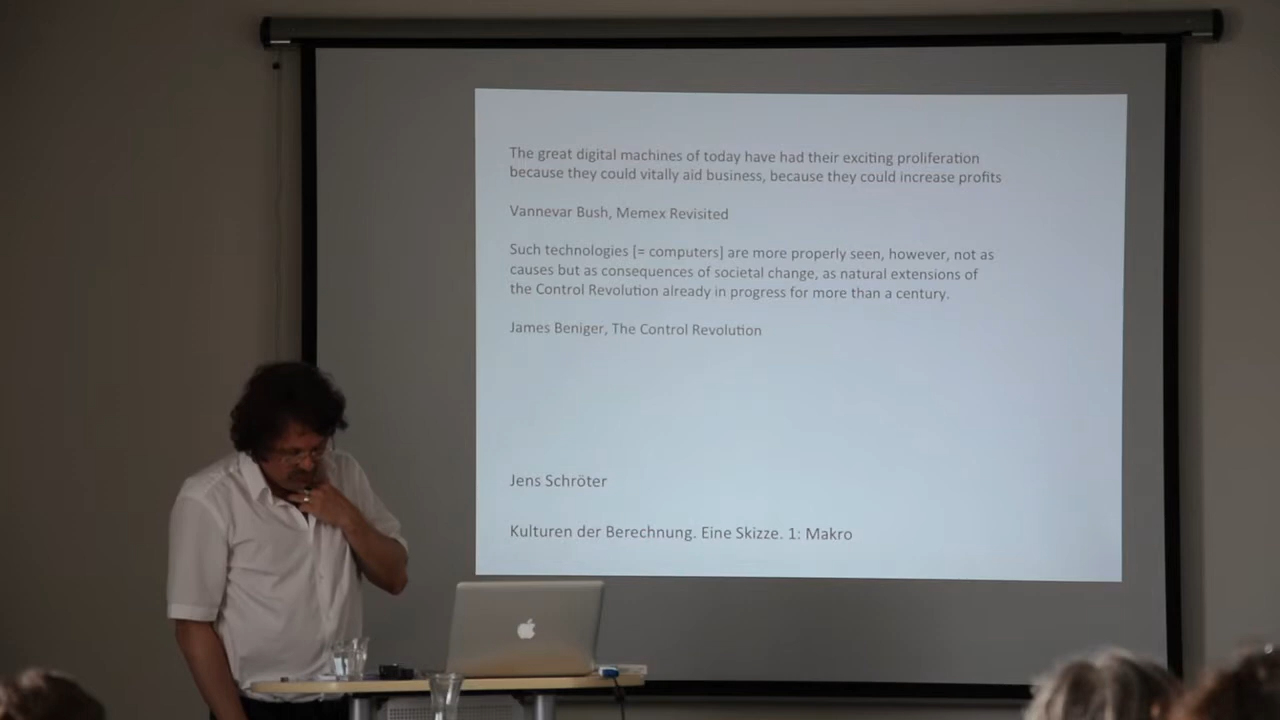 The great digital machines of today have had their exciting proliferation
because they could vitally aid business, because they could increase profits
Vannevar Bush, Memex Revisited
Such technologies [= computers] are more properly seen, however, not as
causes but as consequences of societal change, as natural extensions of
the Control Revolution already in progress for more than a century.
James Beniger, The Control Revolution
Jens Schröter
Kulturen der Berechnung. Eine Skizze. 1: Makro